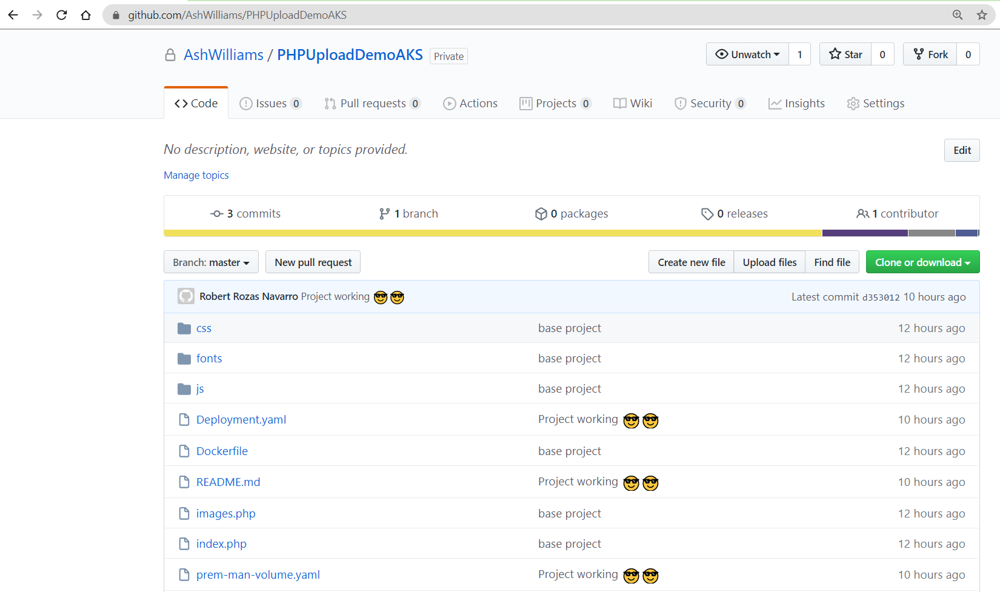 github.com/AshWilliams/PHPUploadDemoAKS
AshWilliams / PHPUploadDemoAKS Private Unwatch 1 Star 0 Fork 0
Code Issues 0 Pull requests 0 Actions Projects 0 Wiki Security 0 Insights Settings
No description, website, or topics provided. Edit
Manage topics
3 commits 1 branch 0 packages 0 releases 1 contributor
Branch: master New pull request Create new file Upload files Find file Clone or download
Robert Rozas Navarro Project working 😎😎 Latest commit d353012 10 hours ago
css base project 12 hours ago
fonts base project 12 hours ago
js base project 12 hours ago
Deployment.yaml Project working 😎😎 10 hours ago
Dockerfile base project 12 hours ago
README.md Project working 😎😎 10 hours ago
images.php base project 12 hours ago
index.php base project 12 hours ago
prem-man-volume.yaml Project working 😎😎 10 hours ago